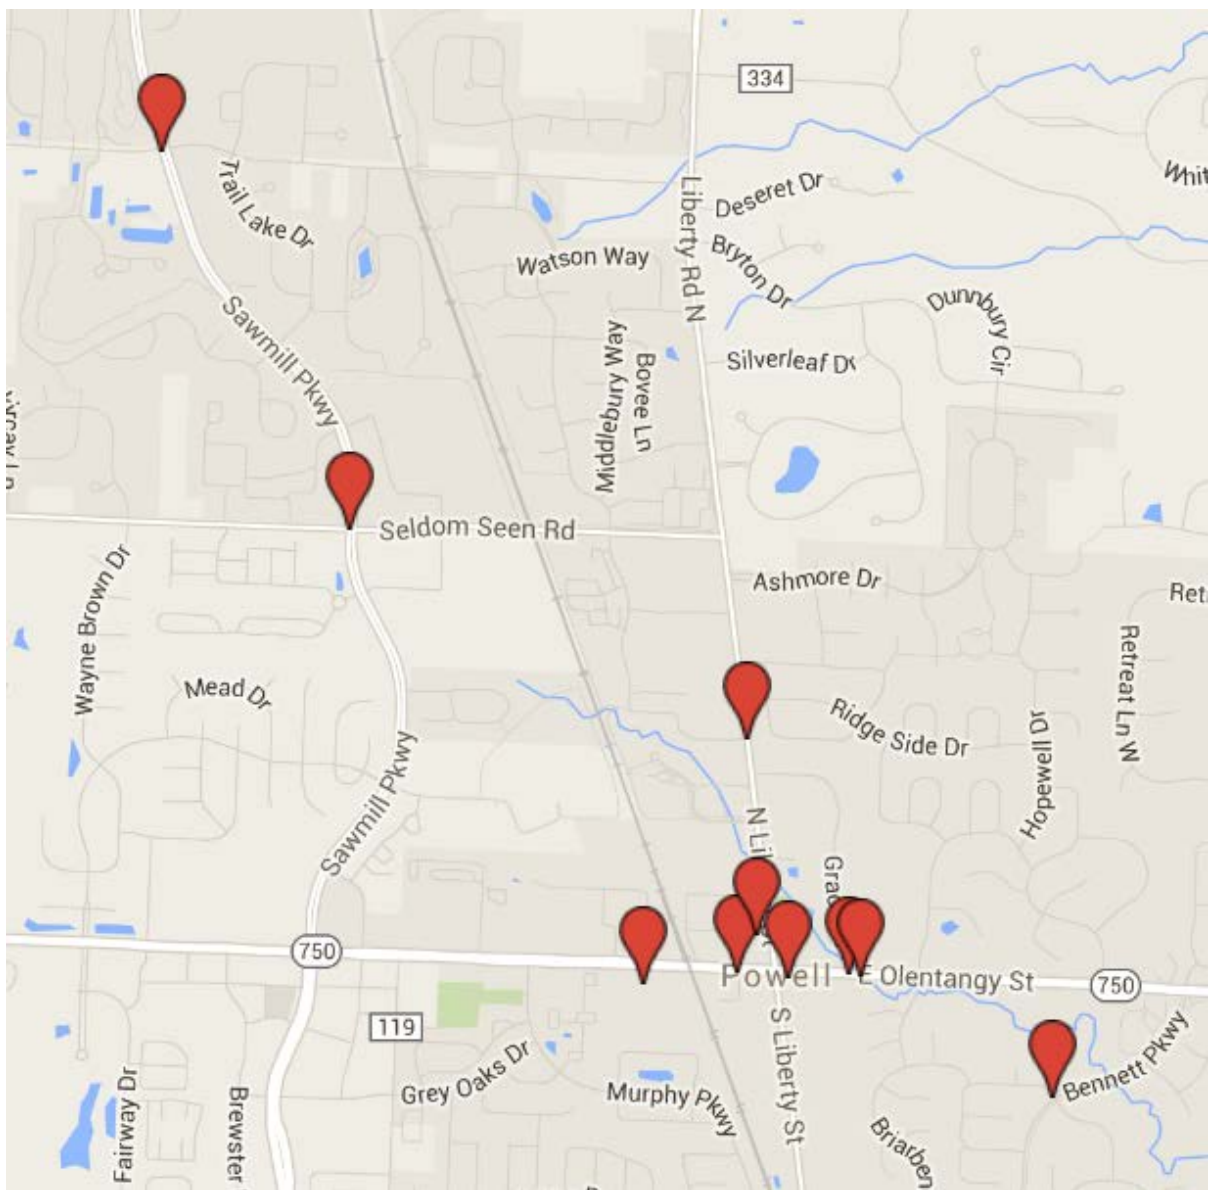 334
Whit
Deseret Dr
Trail Lake Dr
Liberty Rd N
Watson Way
Bryton Dr
Dunnbury Cir
Sawmill Pkwy
Middlebury Way
Bovee Ln
Silverleaf Dr
Seldom Seen Rd
Ashmore Dr
Wayne Brown Dr
Ret
Retreat Ln W
Mead Dr
Ridge Side Dr
Hopewell Dr
Sawmill Pkwy
N Lib
Grac
750
Powell
E Olentangy St
750
119
S Liberty St
Grey Oaks Dr
Murphy Pkwy
Bennett Pkwy
Fairway Dr
Brewster
Briarben